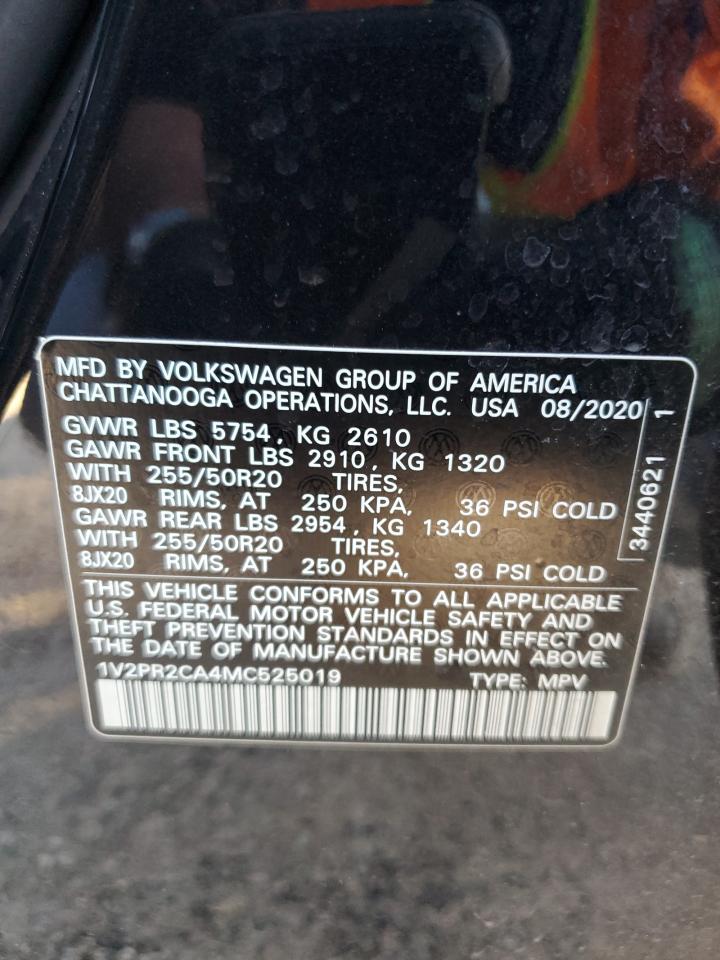 MFD BY VOLKSWAGEN GROUP OF AMERICA
CHATTANOOGA OPERATIONS, LLC. USA 08/2020
GVWR LBS 5754, KG 2610
GAWR FRONT LBS 2910, KG 1320
WITH 255/50R20 TIRES,
8JX20 RIMS, AT 250 KPA, 36 PSI COLD
GAWR REAR LBS 2954, KG 1340
WITH 255/50R20 TIRES,
8JX20 RIMS, AT 250 KPA, 36 PSI COLD
3440621 1
THIS VEHICLE CONFORMS TO ALL APPLICABLE
U.S. FEDERAL MOTOR VEHICLE SAFETY AND
THEFT PREVENTION STANDARDS IN EFFECT ON
THE DATE OF MANUFACTURE SHOWN ABOVE.
1V2PR2CA4MC525019 TYPE: MPV